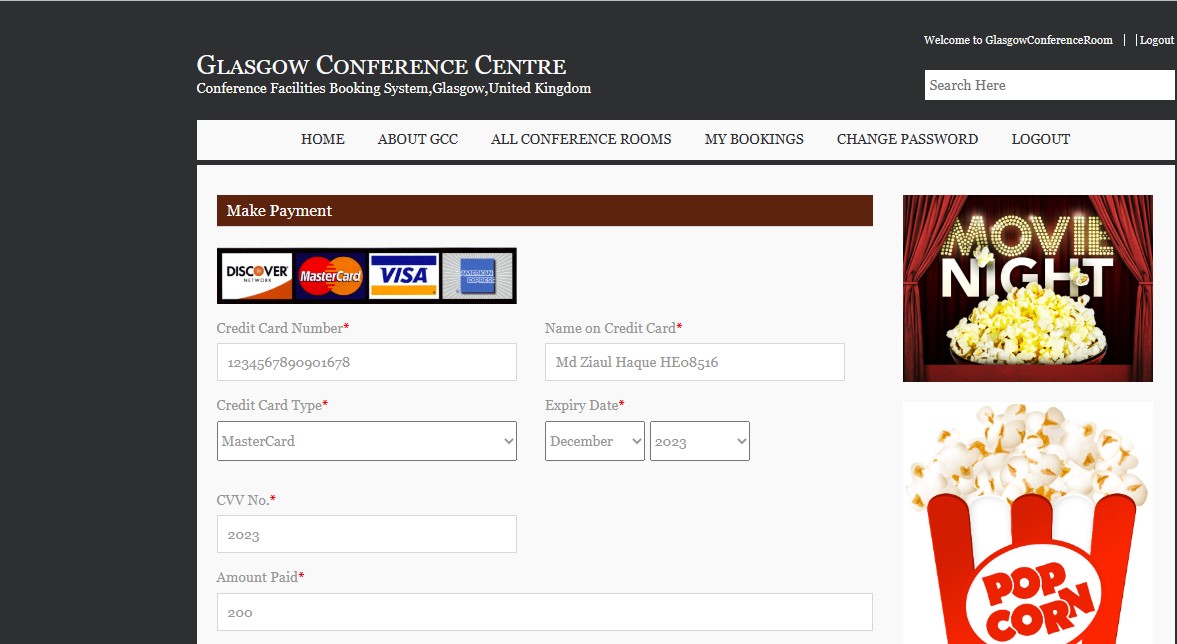 Welcome to GlasgowConferenceRoom | | Logout
Glasgow Conference Centre
Conference Facilities Booking System,Glasgow,United Kingdom
Search Here
HOME ABOUT GCC ALL CONFERENCE ROOMS MY BOOKINGS CHANGE PASSWORD LOGOUT
Make Payment
DISCOVER NETWORK MasterCard VISA AMERICAN EXPRESS
Credit Card Number* Name on Credit Card*
1234567890901678 Md Ziaul Haque HE08516
Credit Card Type* Expiry Date*
MasterCard December 2023
CVV No.*
2023
Amount Paid*
200
MOVIE
NIGHT
POP
CORN